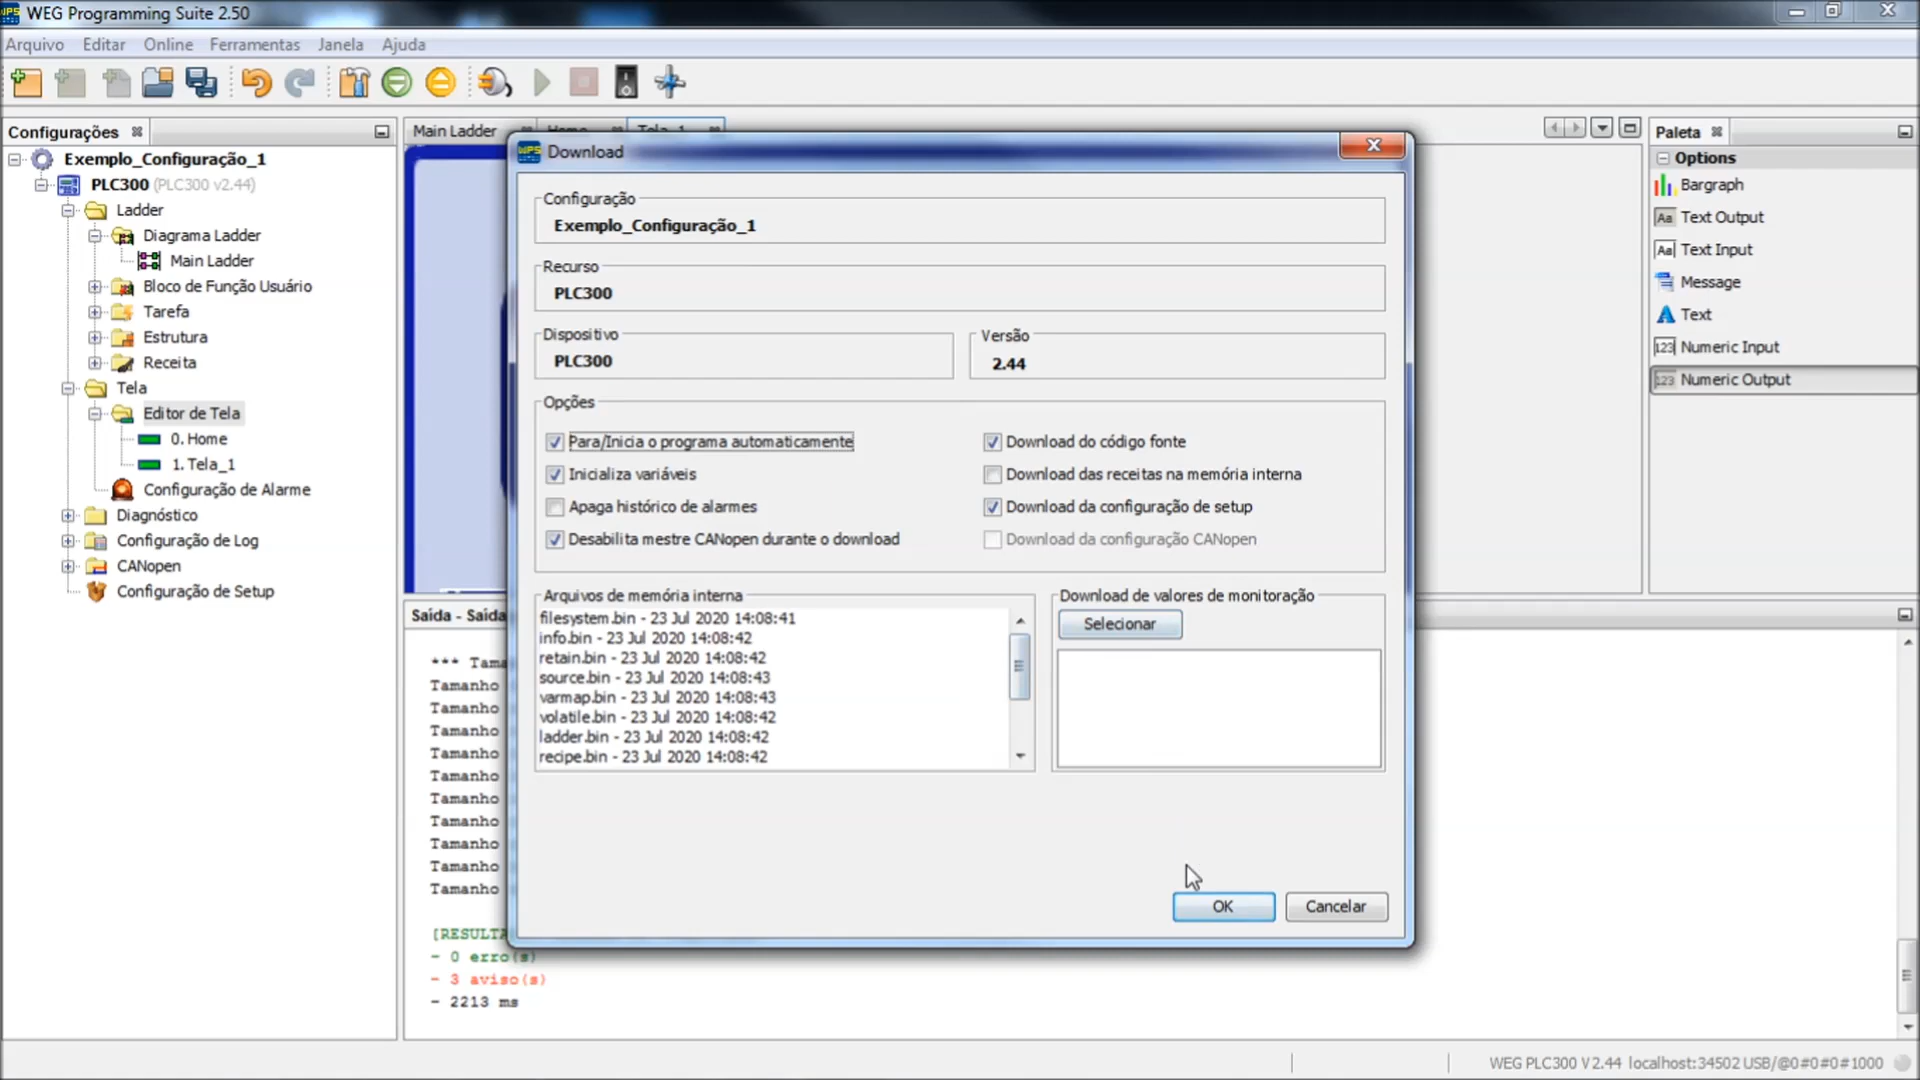 WEG Programming Suite 2.50
Arquivo Editar Online Ferramentas Janela Ajuda
Configurações
Exemplo_Configuração_1
PLC300 (PLC300 v2.44)
Ladder
Diagrama Ladder
Main Ladder
Bloco de Função Usuário
Tarefa
Estrutura
Receita
Tela
Editor de Tela
0. Home
1. Tela_1
Configuração de Alarme
Diagnóstico
Configuração de Log
CANopen
Configuração de Setup
Main Ladder Home Tela_1
Download
Configuração
Exemplo_Configuração_1
Recurso
PLC300
Dispositivo
PLC300
Versão
2.44
Opções
Para/Inicia o programa automaticamente
Inicializa variáveis
Apaga histórico de alarmes
Desabilita mestre CANopen durante o download
Download do código fonte
Download das receitas na memória interna
Download da configuração de setup
Download da configuração CANopen
Arquivos de memória interna
filesystem.bin - 23 Jul 2020 14:08:41
info.bin - 23 Jul 2020 14:08:42
retain.bin - 23 Jul 2020 14:08:42
source.bin - 23 Jul 2020 14:08:43
varmap.bin - 23 Jul 2020 14:08:43
volatile.bin - 23 Jul 2020 14:08:42
ladder.bin - 23 Jul 2020 14:08:42
recipe.bin - 23 Jul 2020 14:08:42
Download de valores de monitoração
Selecionar
OK
Cancelar
Saída - Saída
*** Tama
Tamanho
Tamanho
Tamanho
Tamanho
Tamanho
Tamanho
Tamanho
Tamanho
Tamanho
Tamanho
[RESULTA
- 0 erro(s)
- 3 aviso(s)
- 2213 ms
Paleta
Options
Bargraph
Text Output
Text Input
Message
Text
Numeric Input
Numeric Output
WEG PLC300 V2.44 localhost:34502 USB/@0#0#0#1000